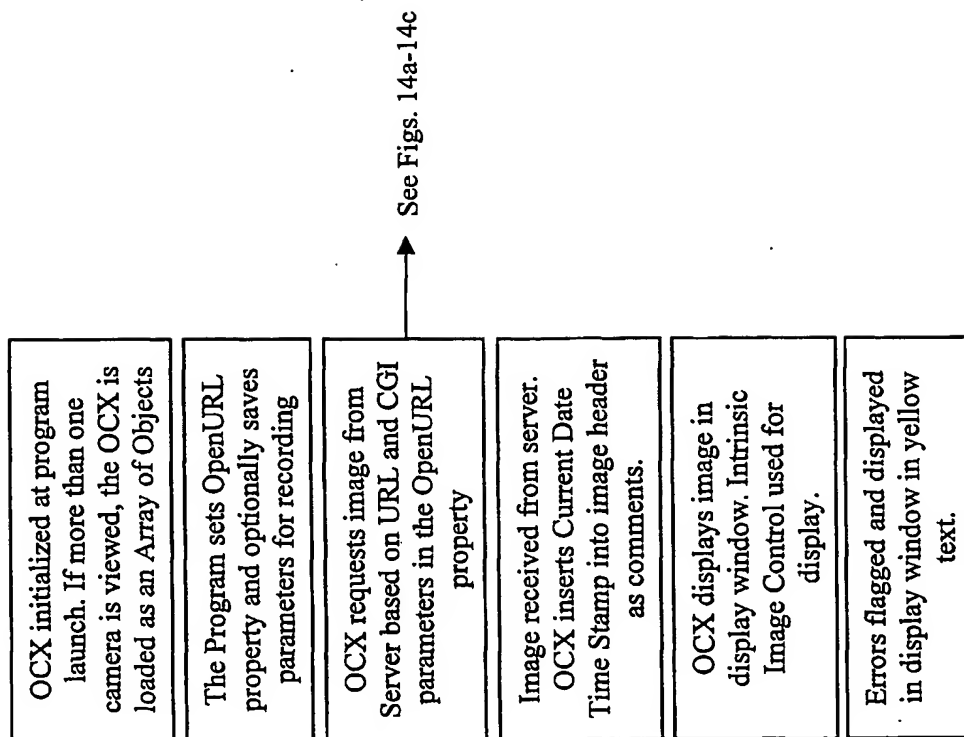 OCX initialized at program
launch. If more than one
camera is viewed, the OCX is
loaded as an Array of Objects
The Program sets OpenURL
property and optionally saves
parameters for recording
OCX requests image from
Server based on URL and CGI
parameters in the OpenURL
property
See Figs. 14a-14c
Image received from server.
OCX inserts Current Date
Time Stamp into image header
as comments.
OCX displays image in
display window. Intrinsic
Image Control used for
display.
Errors flagged and displayed
in display window in yellow
text.